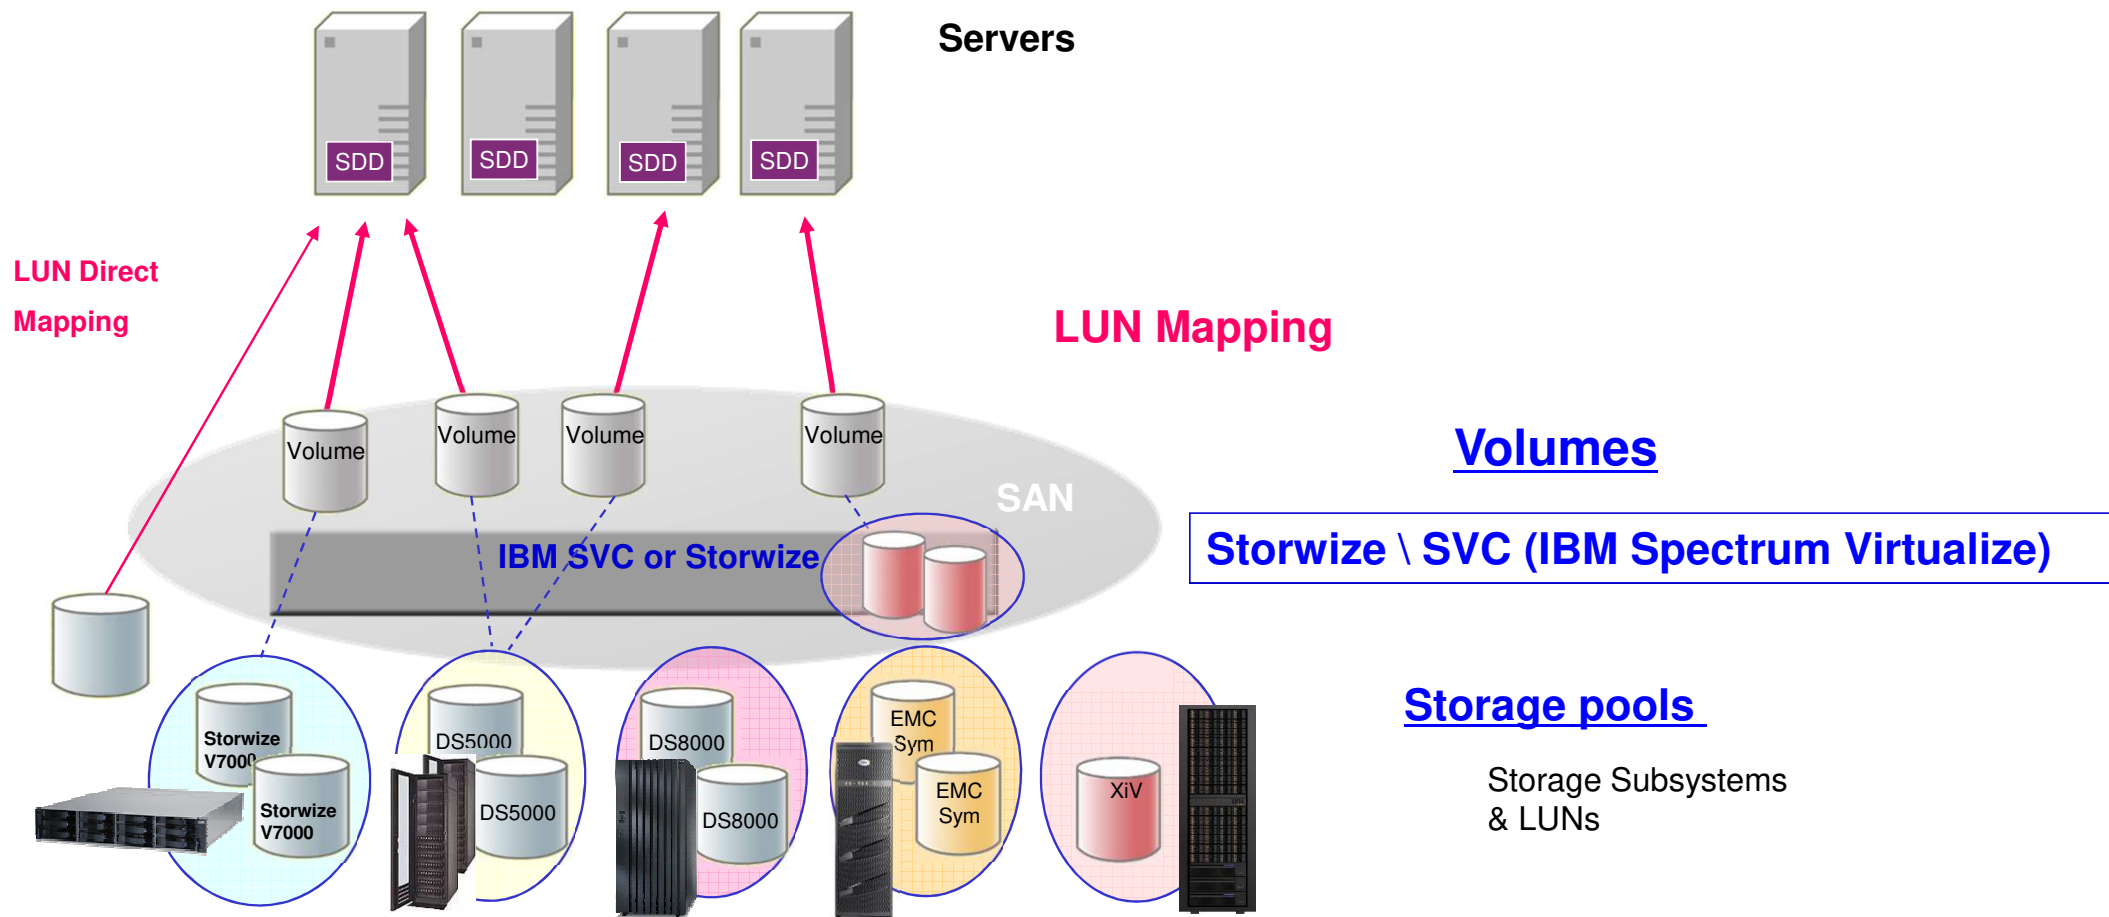 Servers
SDD
SDD
SDD
SDD
LUN Direct
Mapping
LUN Mapping
Volume
Volume
Volume
Volume
Volumes
SAN
IBM SVC or Storwize
Storwize \ SVC (IBM Spectrum Virtualize)
Storage pools
Storwize
V7000
Storwize
V7000
DS5000
DS5000
DS8000
DS8000
EMC
Sym
EMC
Sym
XiV
Storage Subsystems
& LUNs